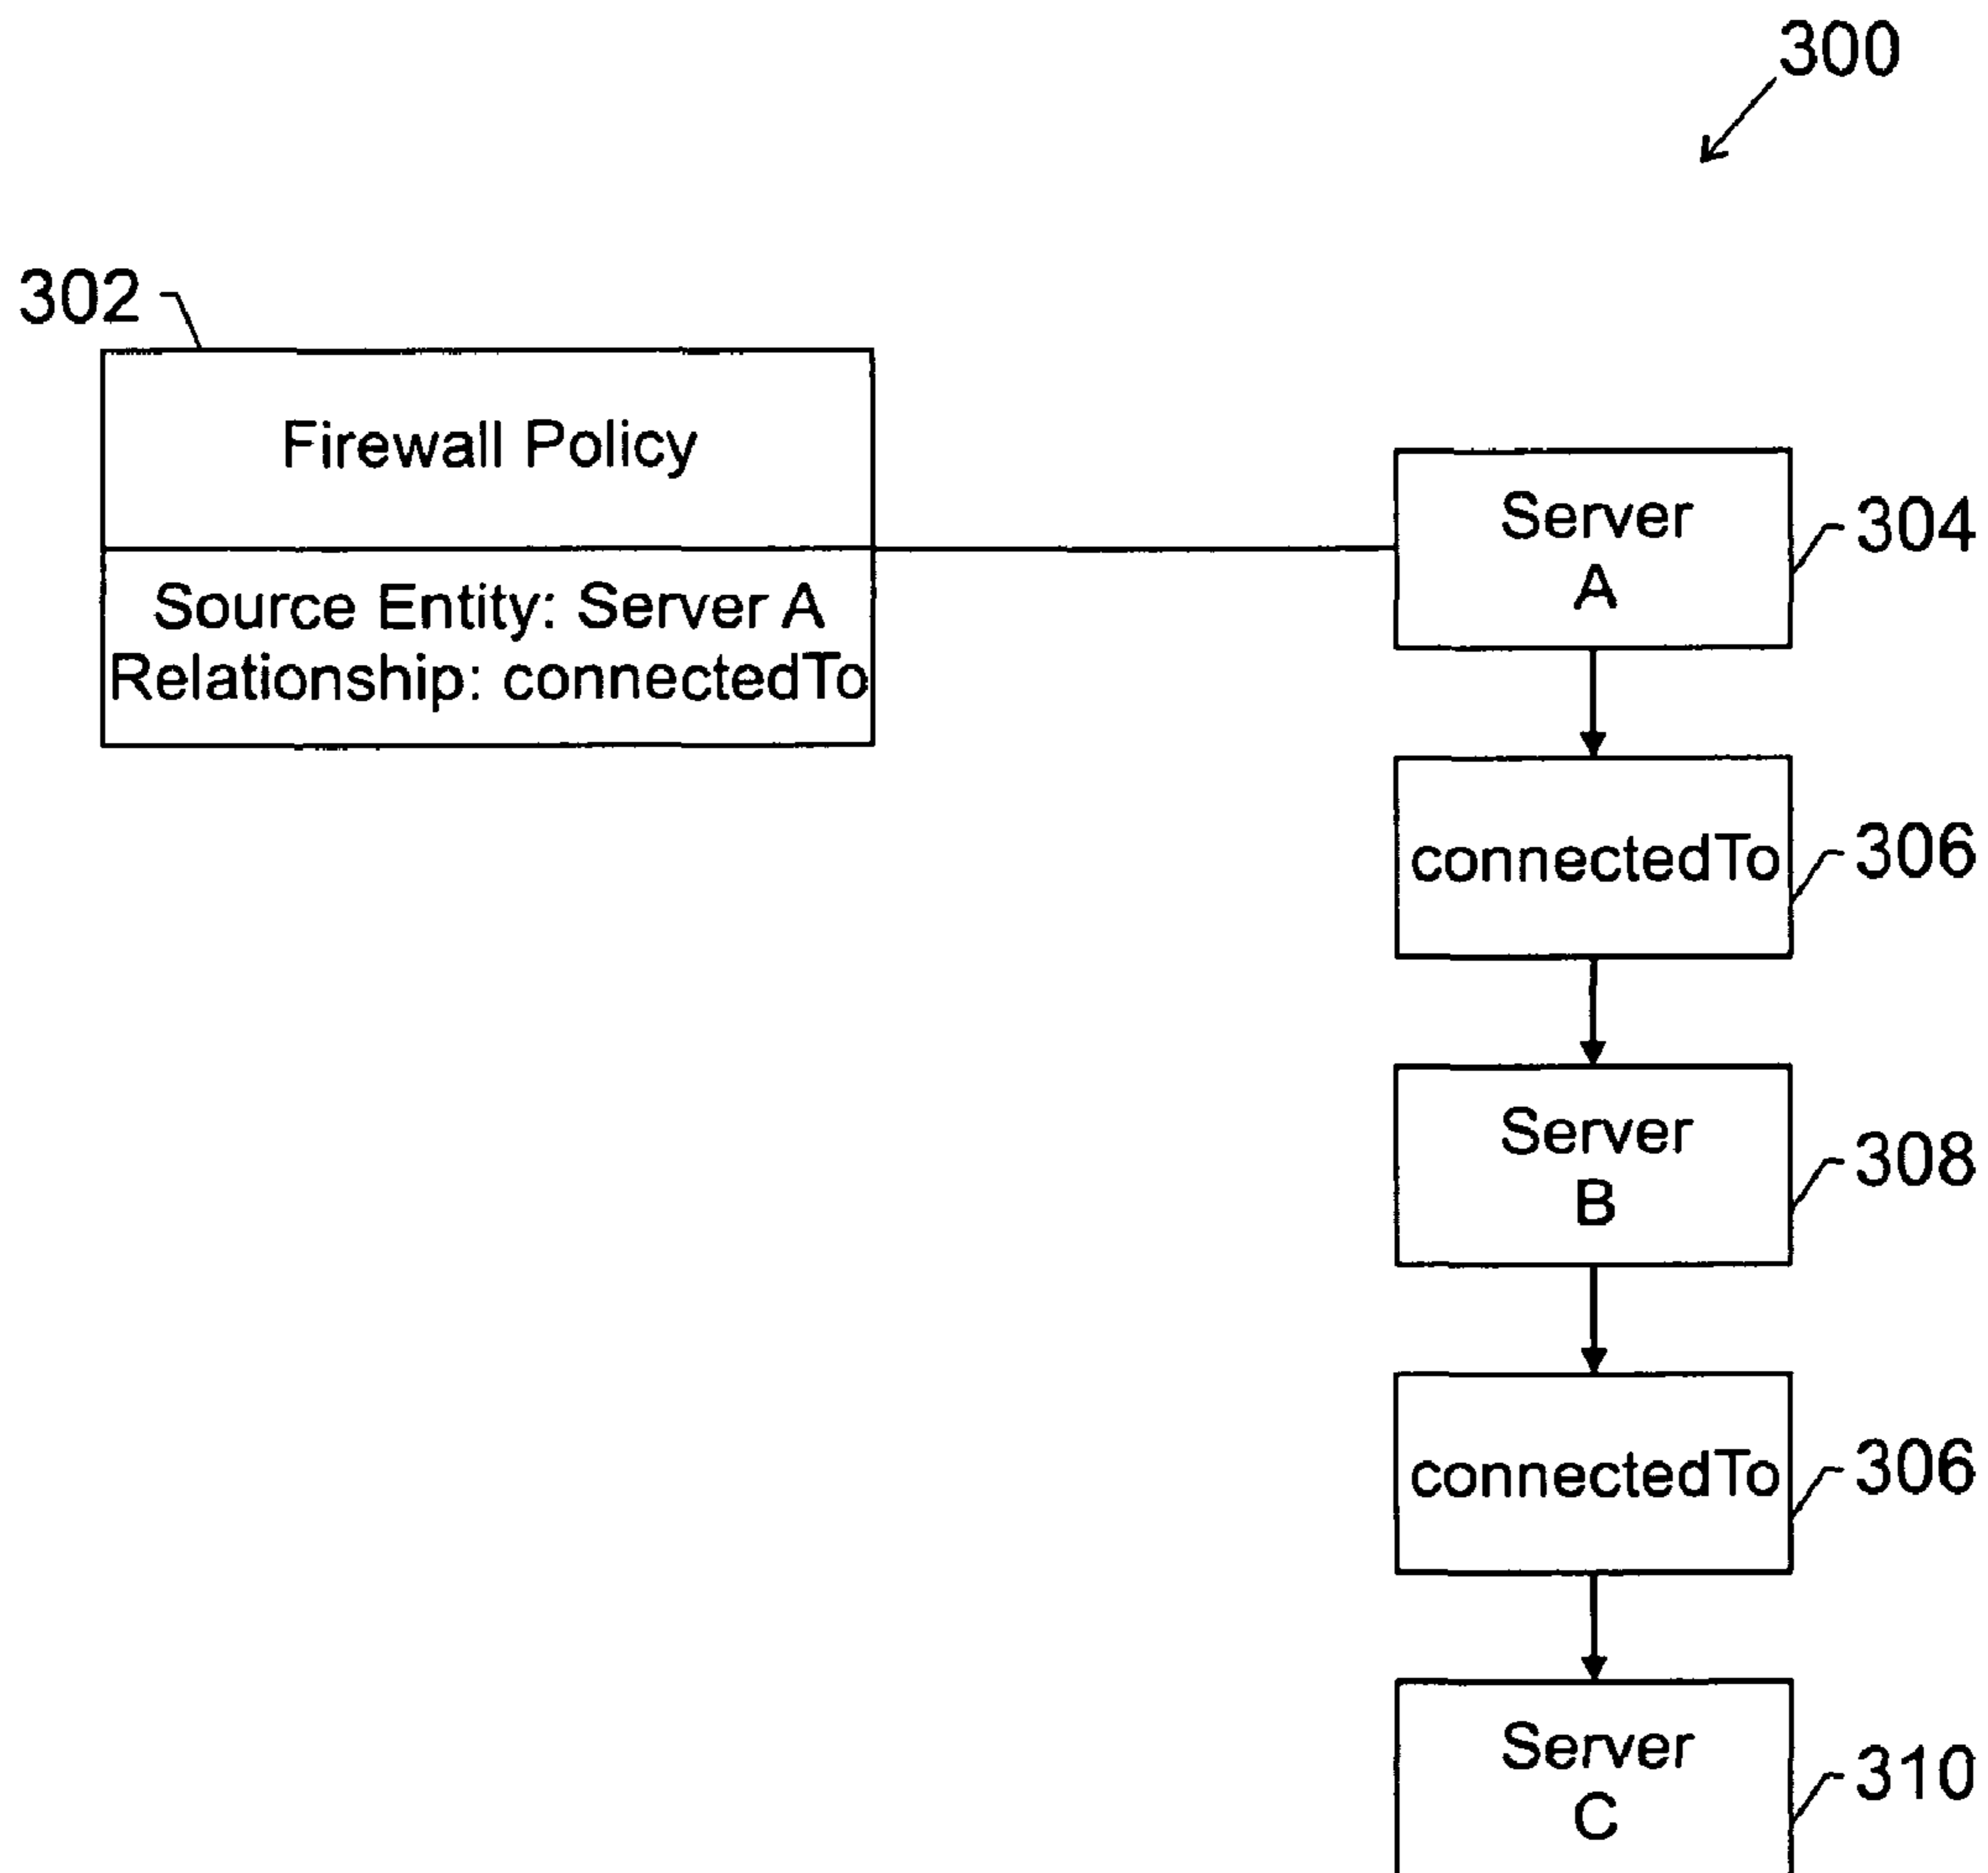 300
302
Firewall Policy
Source Entity: Server A
Relationship: connectedTo
Server
A
304
connectedTo
306
Server
B
308
connectedTo
306
Server
C
310